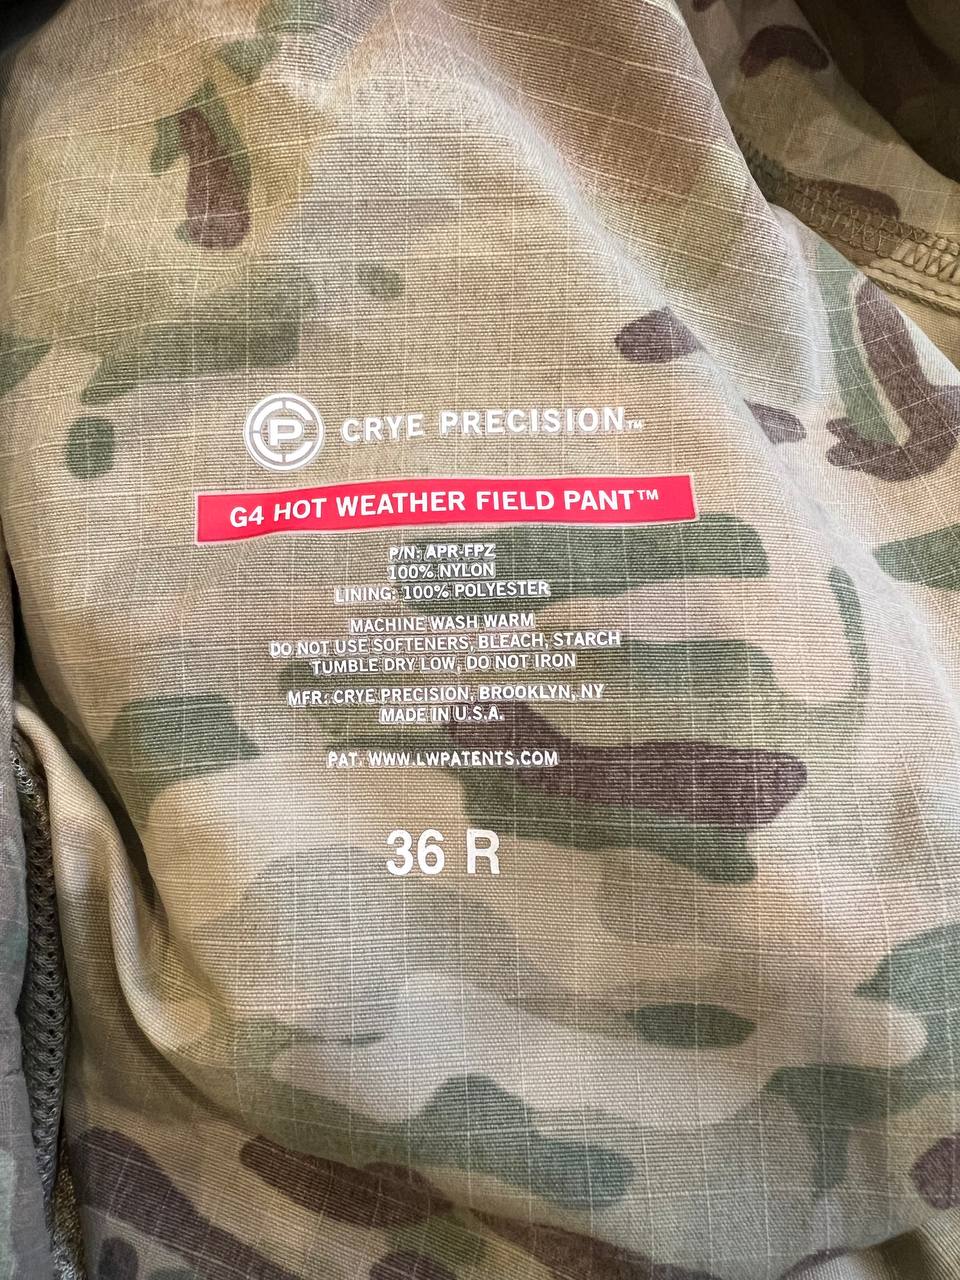 CP CRYE PRECISION™
G4 HOT WEATHER FIELD PANT™
P/N: APR-FPZ
100% NYLON
LINING: 100% POLYESTER
MACHINE WASH WARM
DO NOT USE SOFTENERS, BLEACH, STARCH
TUMBLE DRY LOW, DO NOT IRON
MFR: CRYE PRECISION, BROOKLYN, NY
MADE IN U.S.A.
PAT. WWW.LWPATENTS.COM
36 R